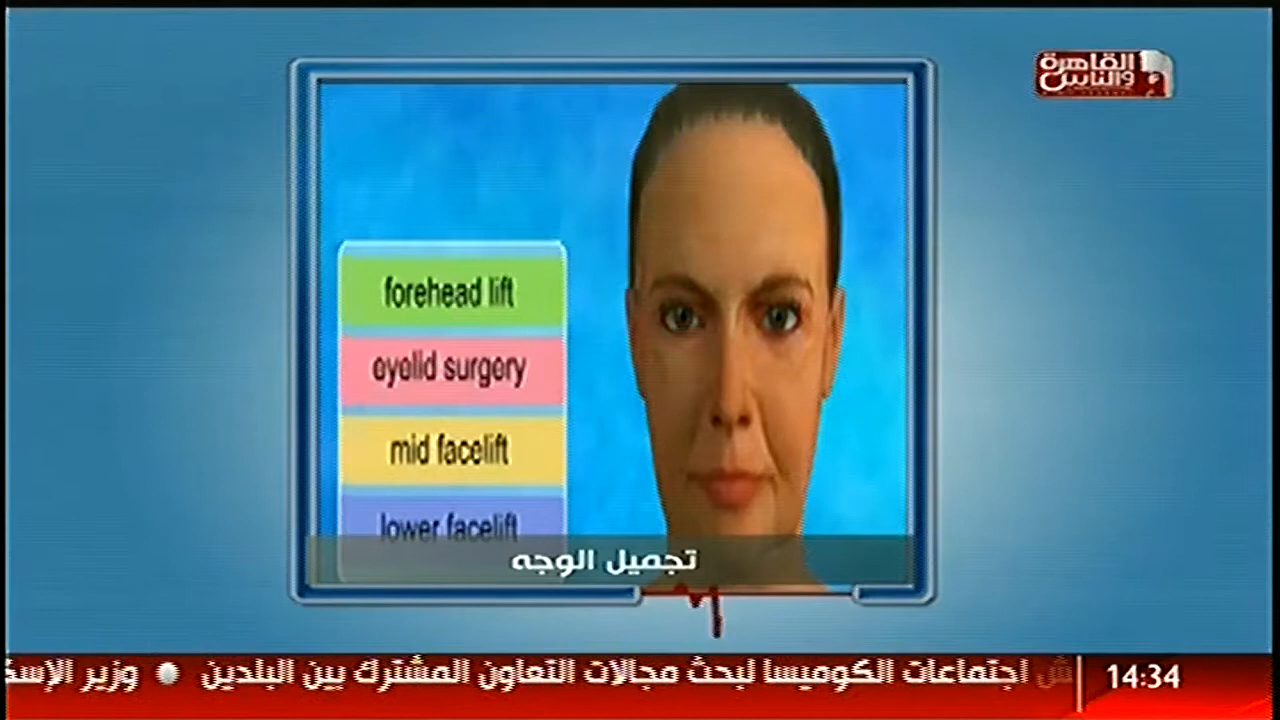 القاهرة
والناس
forehead lift
eyelid surgery
mid facelift
lower facelift
تجميل الوجه
اجتماعات الكوميسا لبحث مجالات التعاون المشترك بين البلدين ● وزير
14:34